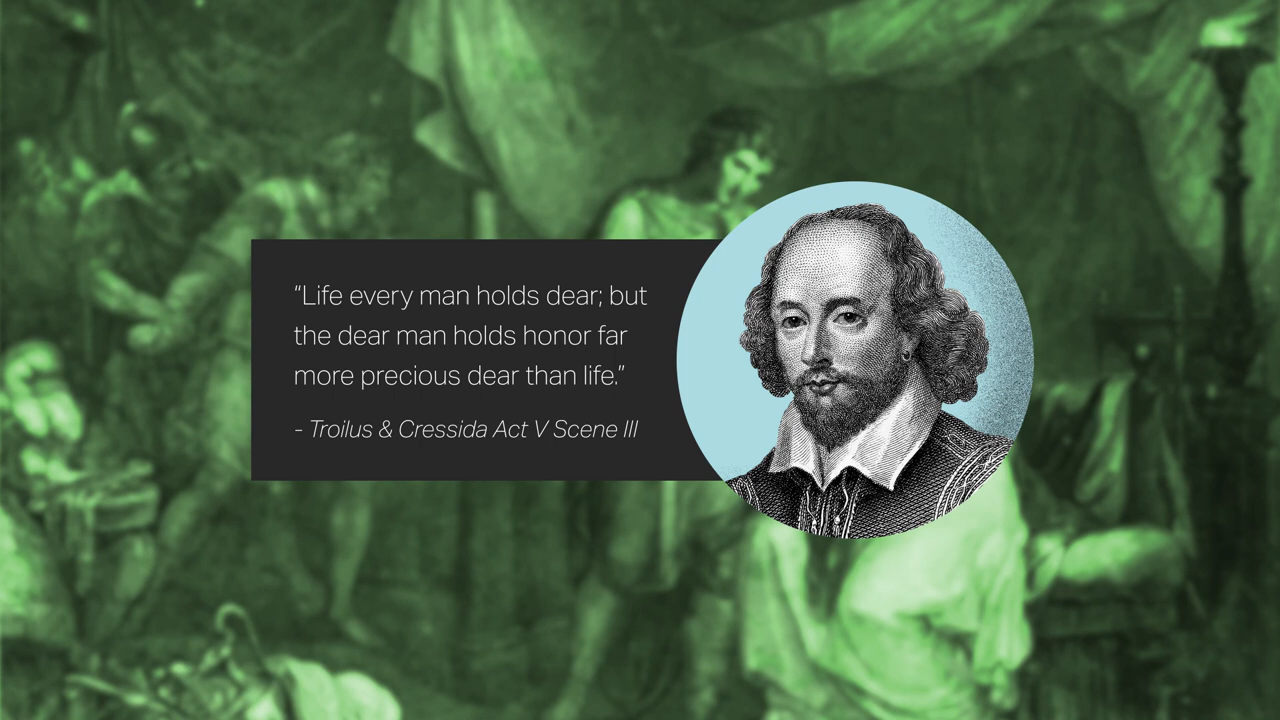 “Life every man holds dear; but
the dear man holds honor far
more precious dear than life.”
- Troilus & Cressida Act V Scene III